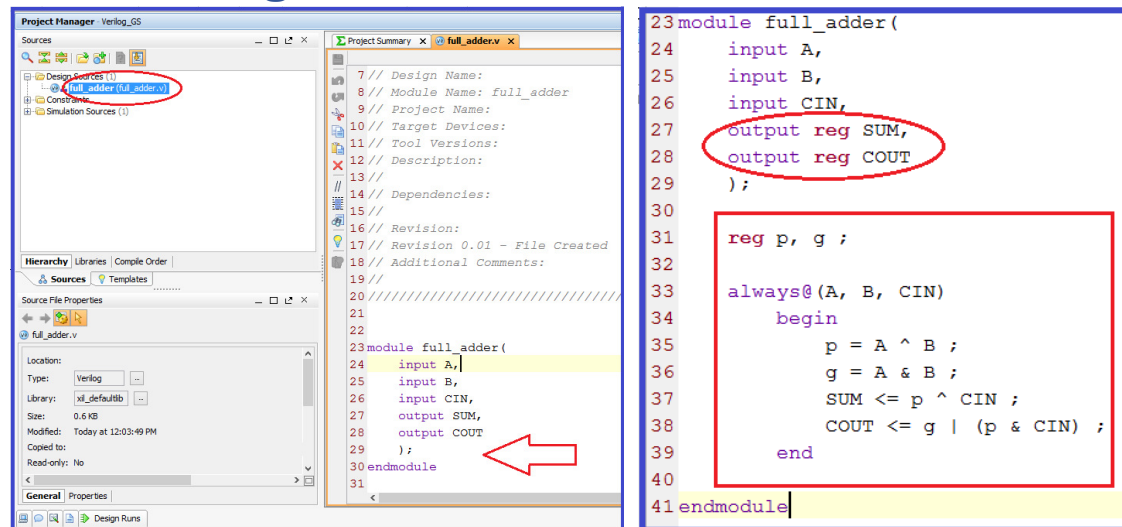 Project Manager - Verilog_GS
Sources
Design Sources (1)
full_adder (full_adder.v)
Constraints
Simulation Sources (1)
Hierarchy Libraries Compile Order
Sources Templates
Source File Properties
full_adder.v
Location:
Type: Verilog
Library: xil_defaultlib
Size: 0.6 KB
Modified: Today at 12:03:49 PM
Copied to:
Read-only: No
General Properties
Design Runs
Project Summary x full_adder.v x
7 // Design Name:
8 // Module Name: full_adder
9 // Project Name:
10 // Target Devices:
11 // Tool Versions:
12 // Description:
13 //
14 // Dependencies:
15 //
16 // Revision:
17 // Revision 0.01 - File Created
18 // Additional Comments:
19 //
20 //////////////////////////////////
21
22
23 module full_adder(
24 input A,
25 input B,
26 input CIN,
27 output SUM,
28 output COUT
29 );
30 endmodule
31
23 module full_adder(
24 input A,
25 input B,
26 input CIN,
27 output reg SUM,
28 output reg COUT
29 );
30
31 reg p, g ;
32
33 always@(A, B, CIN)
34 begin
35 p = A ^ B ;
36 g = A & B ;
37 SUM <= p ^ CIN ;
38 COUT <= g | (p & CIN) ;
39 end
40
41 endmodule